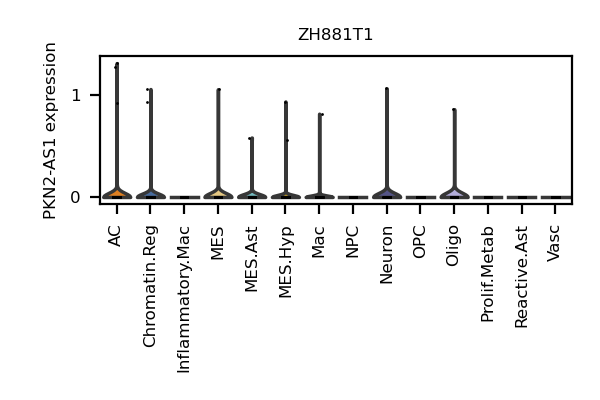 ZH881T1
PKN2-AS1 expression
1
0
AC
Chromatin.Reg
Inflammatory.Mac
MES
MES.Ast
MES.Hyp
Mac
NPC
Neuron
OPC
Oligo
Prolif.Metab
Reactive.Ast
Vasc